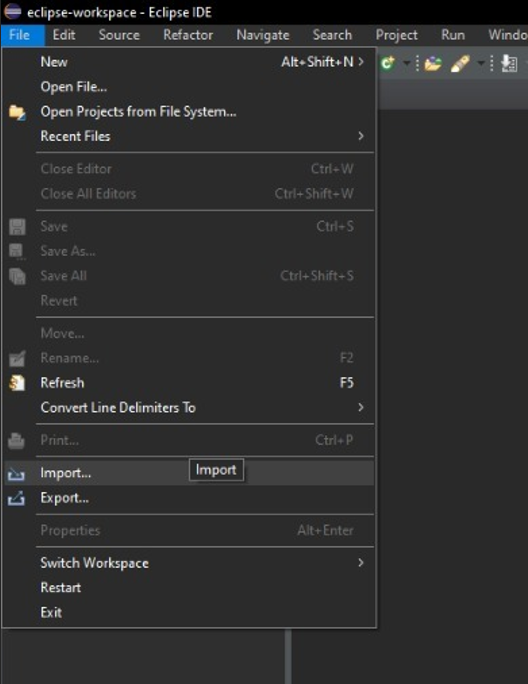 eclipse-workspace - Eclipse IDE
File Edit Source Refactor Navigate Search Project Run Windo
New Alt+Shift+N >
Open File...
Open Projects from File System...
Recent Files >
Close Editor Ctrl+W
Close All Editors Ctrl+Shift+W
Save Ctrl+S
Save As...
Save All Ctrl+Shift+S
Revert
Move...
Rename... F2
Refresh F5
Convert Line Delimiters To >
Print... Ctrl+P
Import... Import
Export...
Properties Alt+Enter
Switch Workspace >
Restart
Exit